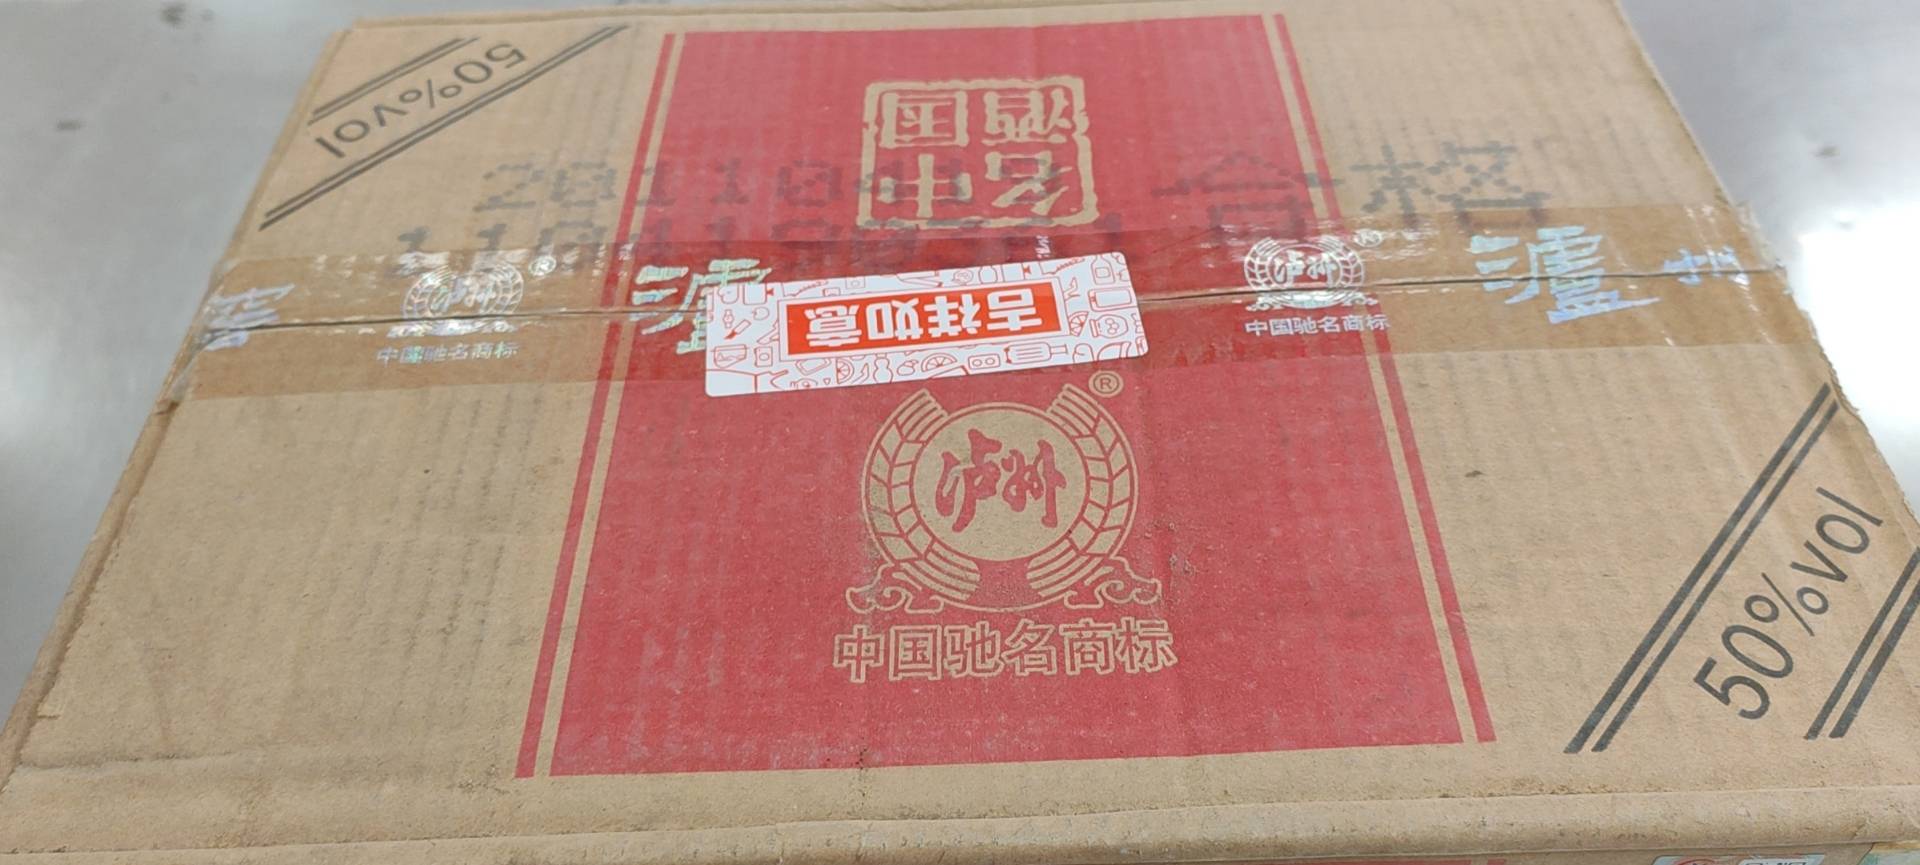 50%vol
中国
名酒
20110419 合格
泸
中国驰名商标
泸州
®
中国驰名商标
泸
吉祥如意
®
泸州
中国驰名商标
50%vol